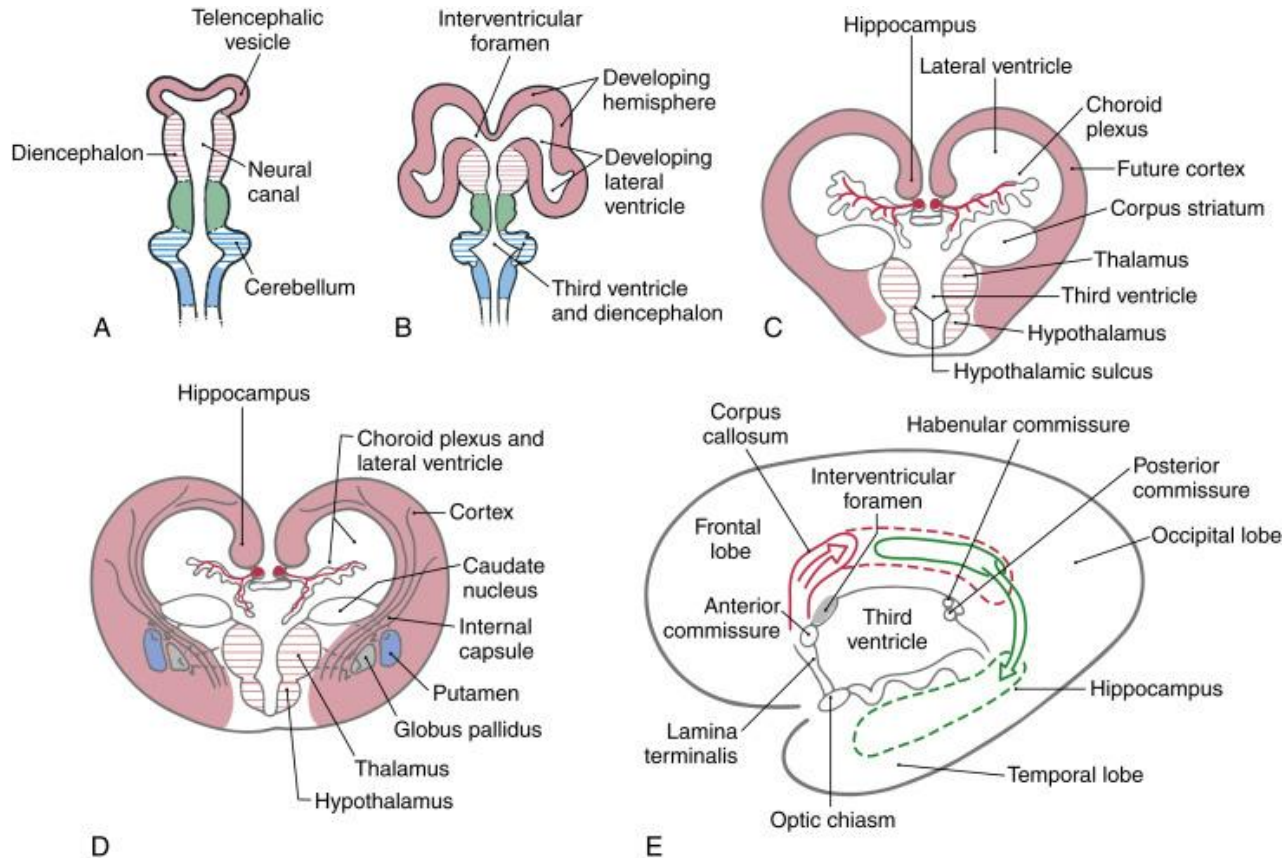 Telencephalic
vesicle
Diencephalon
Neural
canal
Cerebellum
A
Interventricular
foramen
Developing
hemisphere
Developing
lateral
ventricle
Third ventricle
and diencephalon
B
Hippocampus
Lateral ventricle
Choroid
plexus
Future cortex
Corpus striatum
Thalamus
Third ventricle
Hypothalamus
Hypothalamic sulcus
C
Hippocampus
Choroid plexus and
lateral ventricle
Cortex
Caudate
nucleus
Internal
capsule
Putamen
Globus pallidus
Thalamus
Hypothalamus
D
Corpus
callosum
Habenular commissure
Interventricular
foramen
Posterior
commissure
Frontal
lobe
Occipital lobe
Anterior
commissure
Third
ventricle
Hippocampus
Lamina
terminalis
Temporal lobe
Optic chiasm
E